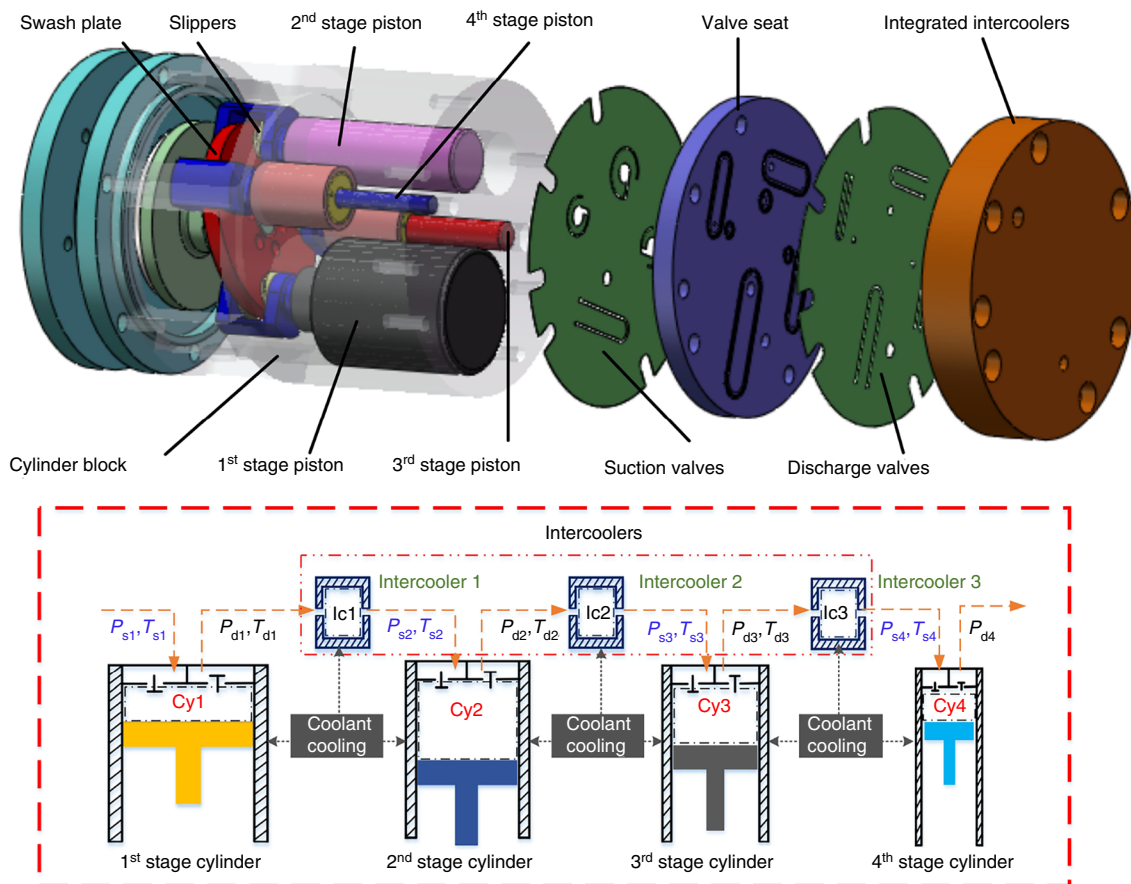 Swash plate
Slippers
2nd stage piston
4th stage piston
Valve seat
Integrated intercoolers
Cylinder block
1st stage piston
3rd stage piston
Suction valves
Discharge valves
Intercoolers
Intercooler 1
Intercooler 2
Intercooler 3
Ic1
Ic2
Ic3
Ps1,Ts1
Pd1,Td1
Ps2,Ts2
Pd2,Td2
Ps3,Ts3
Pd3,Td3
Ps4,Ts4
Pd4
Cy1
Cy2
Cy3
Cy4
Coolant
cooling
Coolant
cooling
Coolant
cooling
1st stage cylinder
2nd stage cylinder
3rd stage cylinder
4th stage cylinder